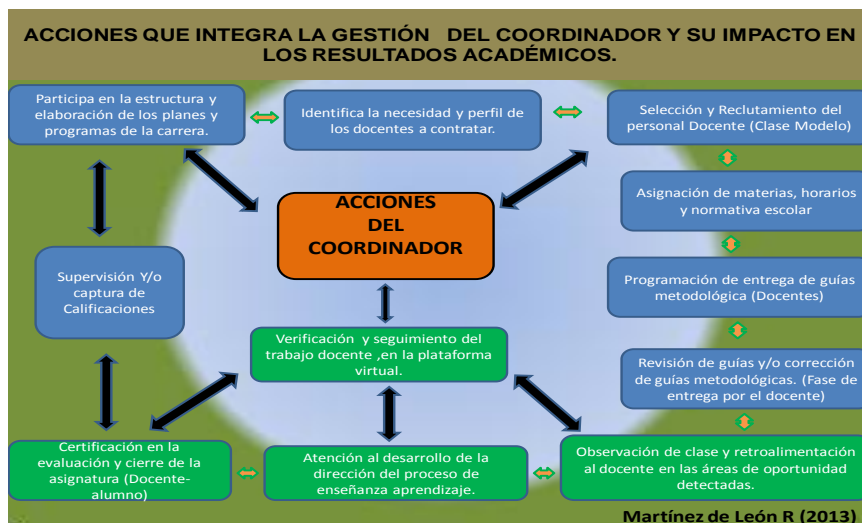 ACCIONES QUE INTEGRA LA GESTIÓN DEL COORDINADOR Y SU IMPACTO EN
LOS RESULTADOS ACADÉMICOS.
Participa en la estructura y
elaboración de los planes y
programas de la carrera.
Identifica la necesidad y perfil de
los docentes a contratar.
Selección y Reclutamiento del
personal Docente (Clase Modelo)
ACCIONES
DEL
COORDINADOR
Asignación de materias, horarios
y normativa escolar
Supervisión Y/o
captura de
Calificaciones
Programación de entrega de guías
metodológica (Docentes)
Verificación y seguimiento del
trabajo docente ,en la plataforma
virtual.
Revisión de guías y/o corrección
de guías metodológicas. (Fase de
entrega por el docente)
Certificación en la
evaluación y cierre de la
asignatura (Docente-
alumno)
Atención al desarrollo de la
dirección del proceso de
enseñanza aprendizaje.
Observación de clase y retroalimentación
al docente en las áreas de oportunidad
detectadas.
Martínez de León R (2013)